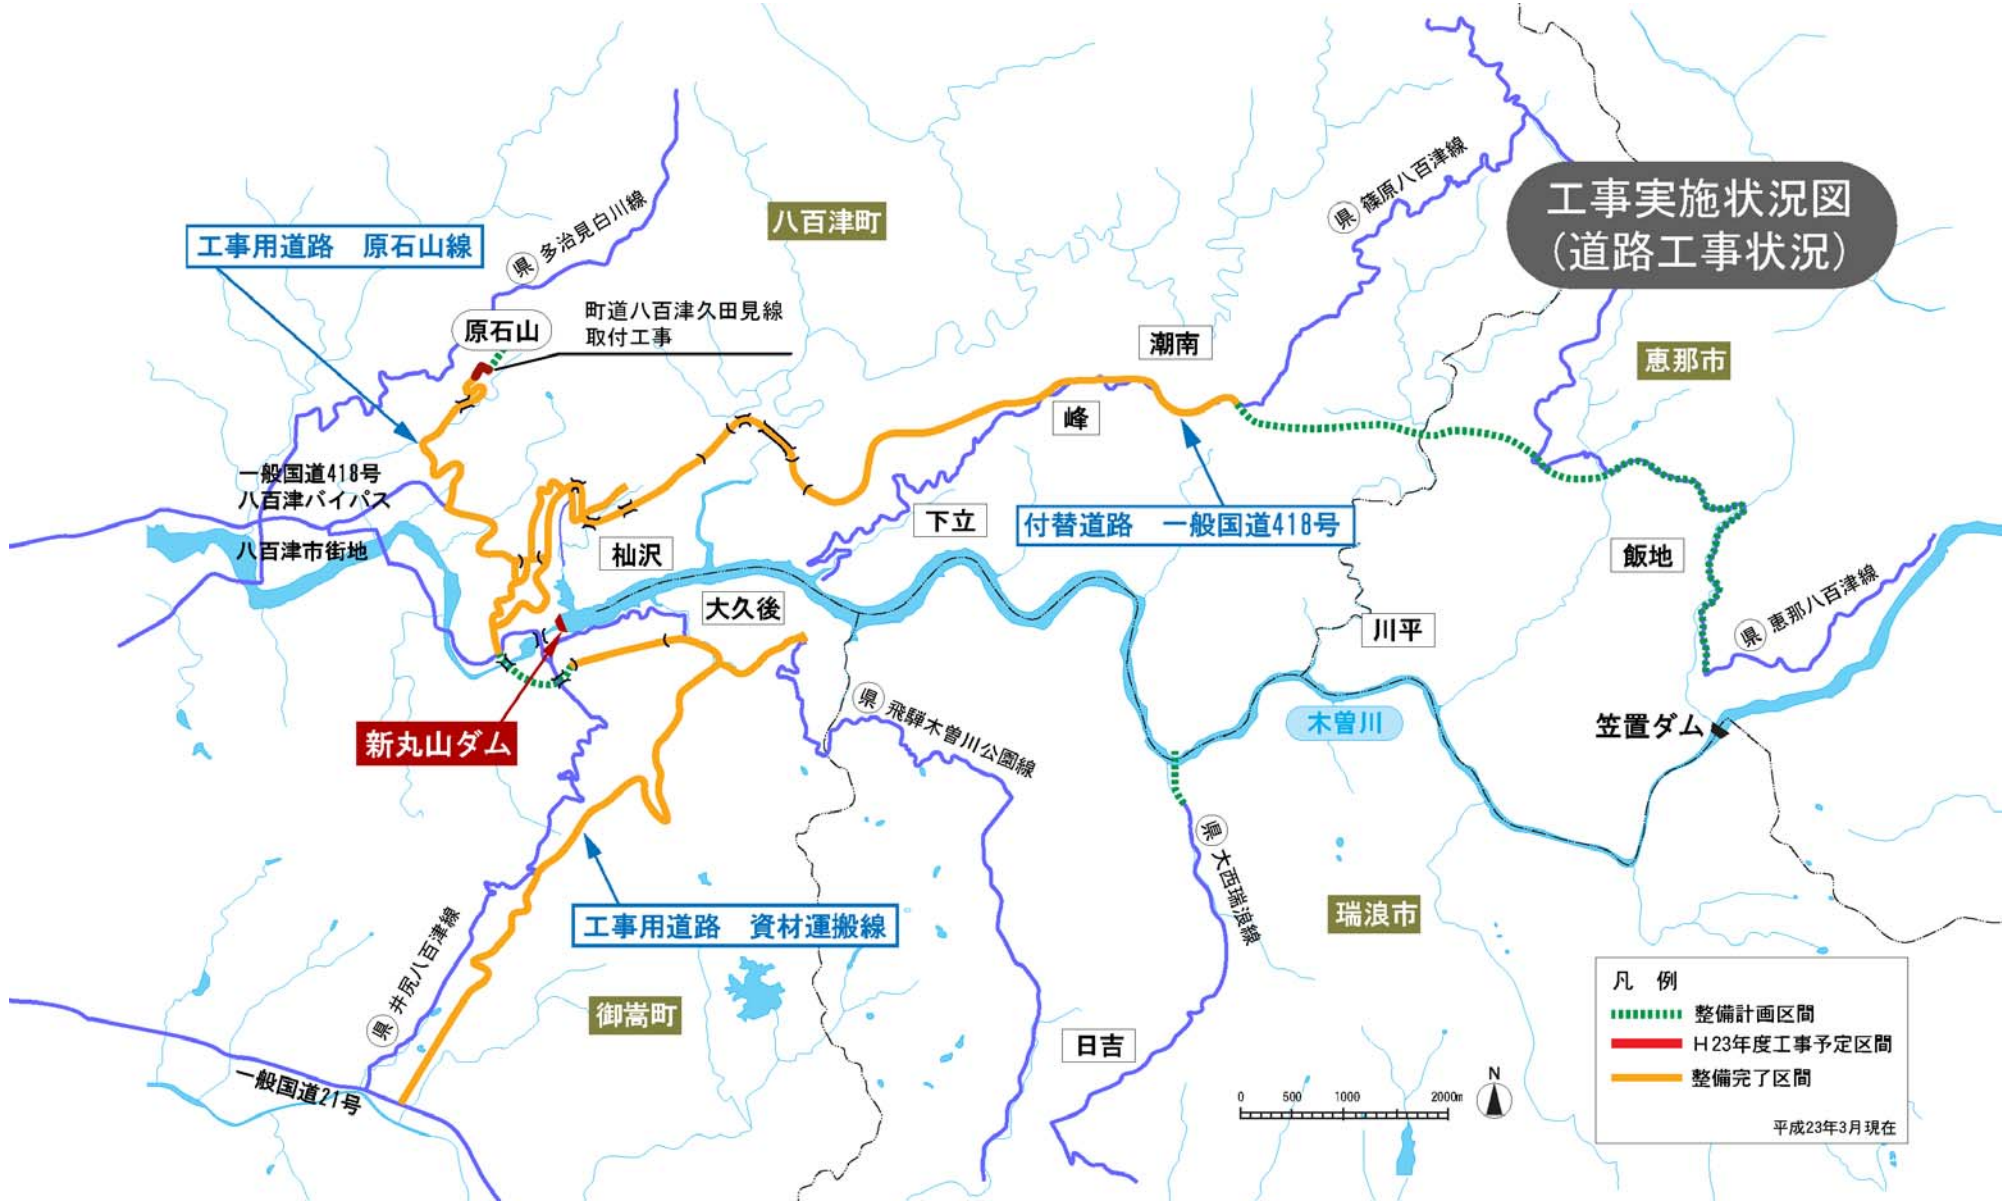 工事実施状況図
(道路工事状況)
工事用道路　原石山線
県 多治見白川線
八百津町
県 篠原八百津線
原石山
町道八百津久田見線
取付工事
潮南
恵那市
峰
一般国道418号
八百津バイパス
八百津市街地
下立
付替道路　一般国道418号
杣沢
飯地
大久後
川平
県 恵那八百津線
新丸山ダム
県 飛騨木曽川公園線
木曽川
笠置ダム
県 大西瑞浪線
工事用道路　資材運搬線
瑞浪市
県 井尻八百津線
御嵩町
日吉
一般国道21号
凡　例
整備計画区間
H23年度工事予定区間
整備完了区間
平成23年3月現在
0 500 1000 2000m
N